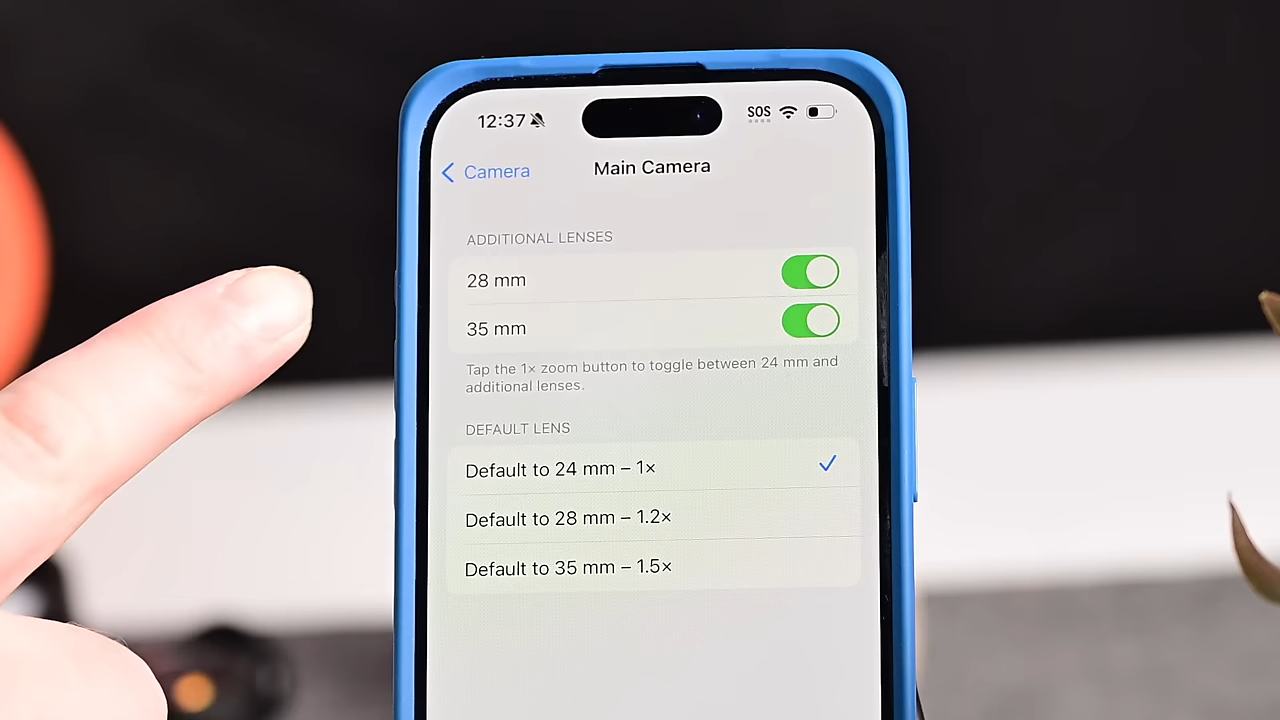 12:37 SOS
Camera Main Camera
ADDITIONAL LENSES
28 mm
35 mm
Tap the 1× zoom button to toggle between 24 mm and
additional lenses.
DEFAULT LENS
Default to 24 mm – 1×
Default to 28 mm – 1.2×
Default to 35 mm – 1.5×